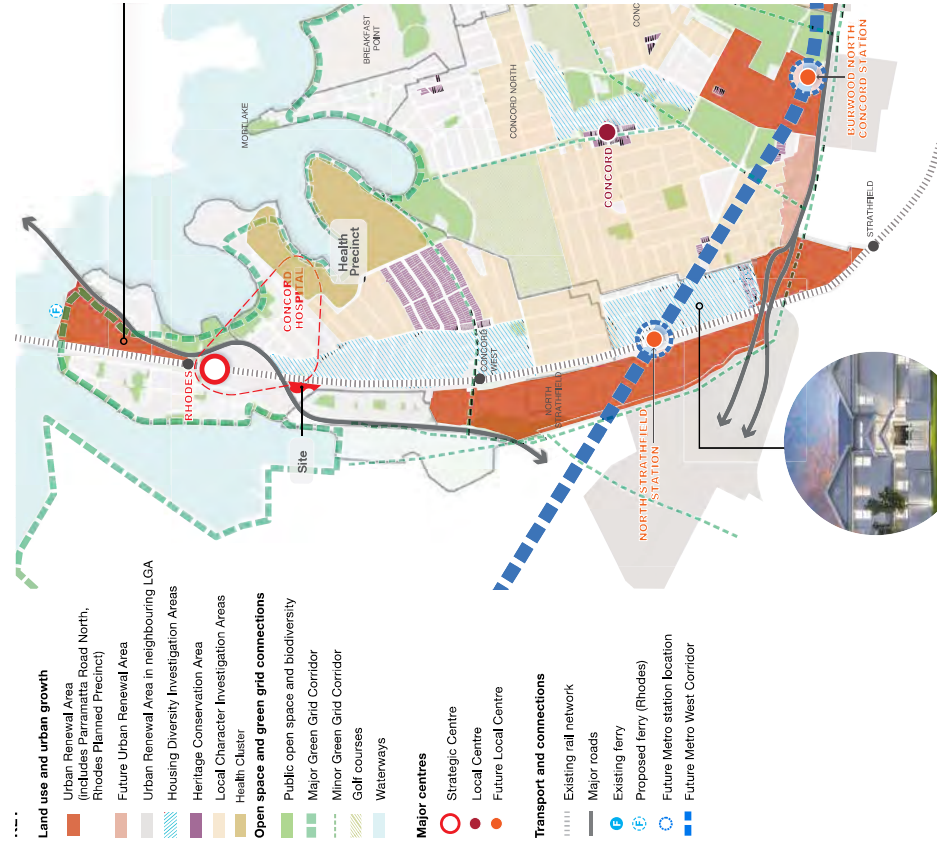 BREAKFAST
POINT
MORTLAKE
CONCORD NORTH
CONC
CONCORD
BURWOOD NORTH
CONCORD STATION
STRATHFIELD
Health
Precinct
CONCORD
HOSPITAL
F
RHODES
CONCORD
WEST
NORTH
STRATHFIELD
Site
NORTH STRATHFIELD
STATION
Land use and urban growth
Urban Renewal Area
(includes Parramatta Road North,
Rhodes Planned Precinct)
Future Urban Renewal Area
Urban Renewal Area in neighbouring LGA
Housing Diversity Investigation Areas
Heritage Conservation Area
Local Character Investigation Areas
Health Cluster
Open space and green grid connections
Public open space and biodiversity
Major Green Grid Corridor
Minor Green Grid Corridor
Golf courses
Waterways
Major centres
Strategic Centre
Local Centre
Future Local Centre
Transport and connections
Existing rail network
Major roads
F Existing ferry
F Proposed ferry (Rhodes)
Future Metro station location
Future Metro West Corridor